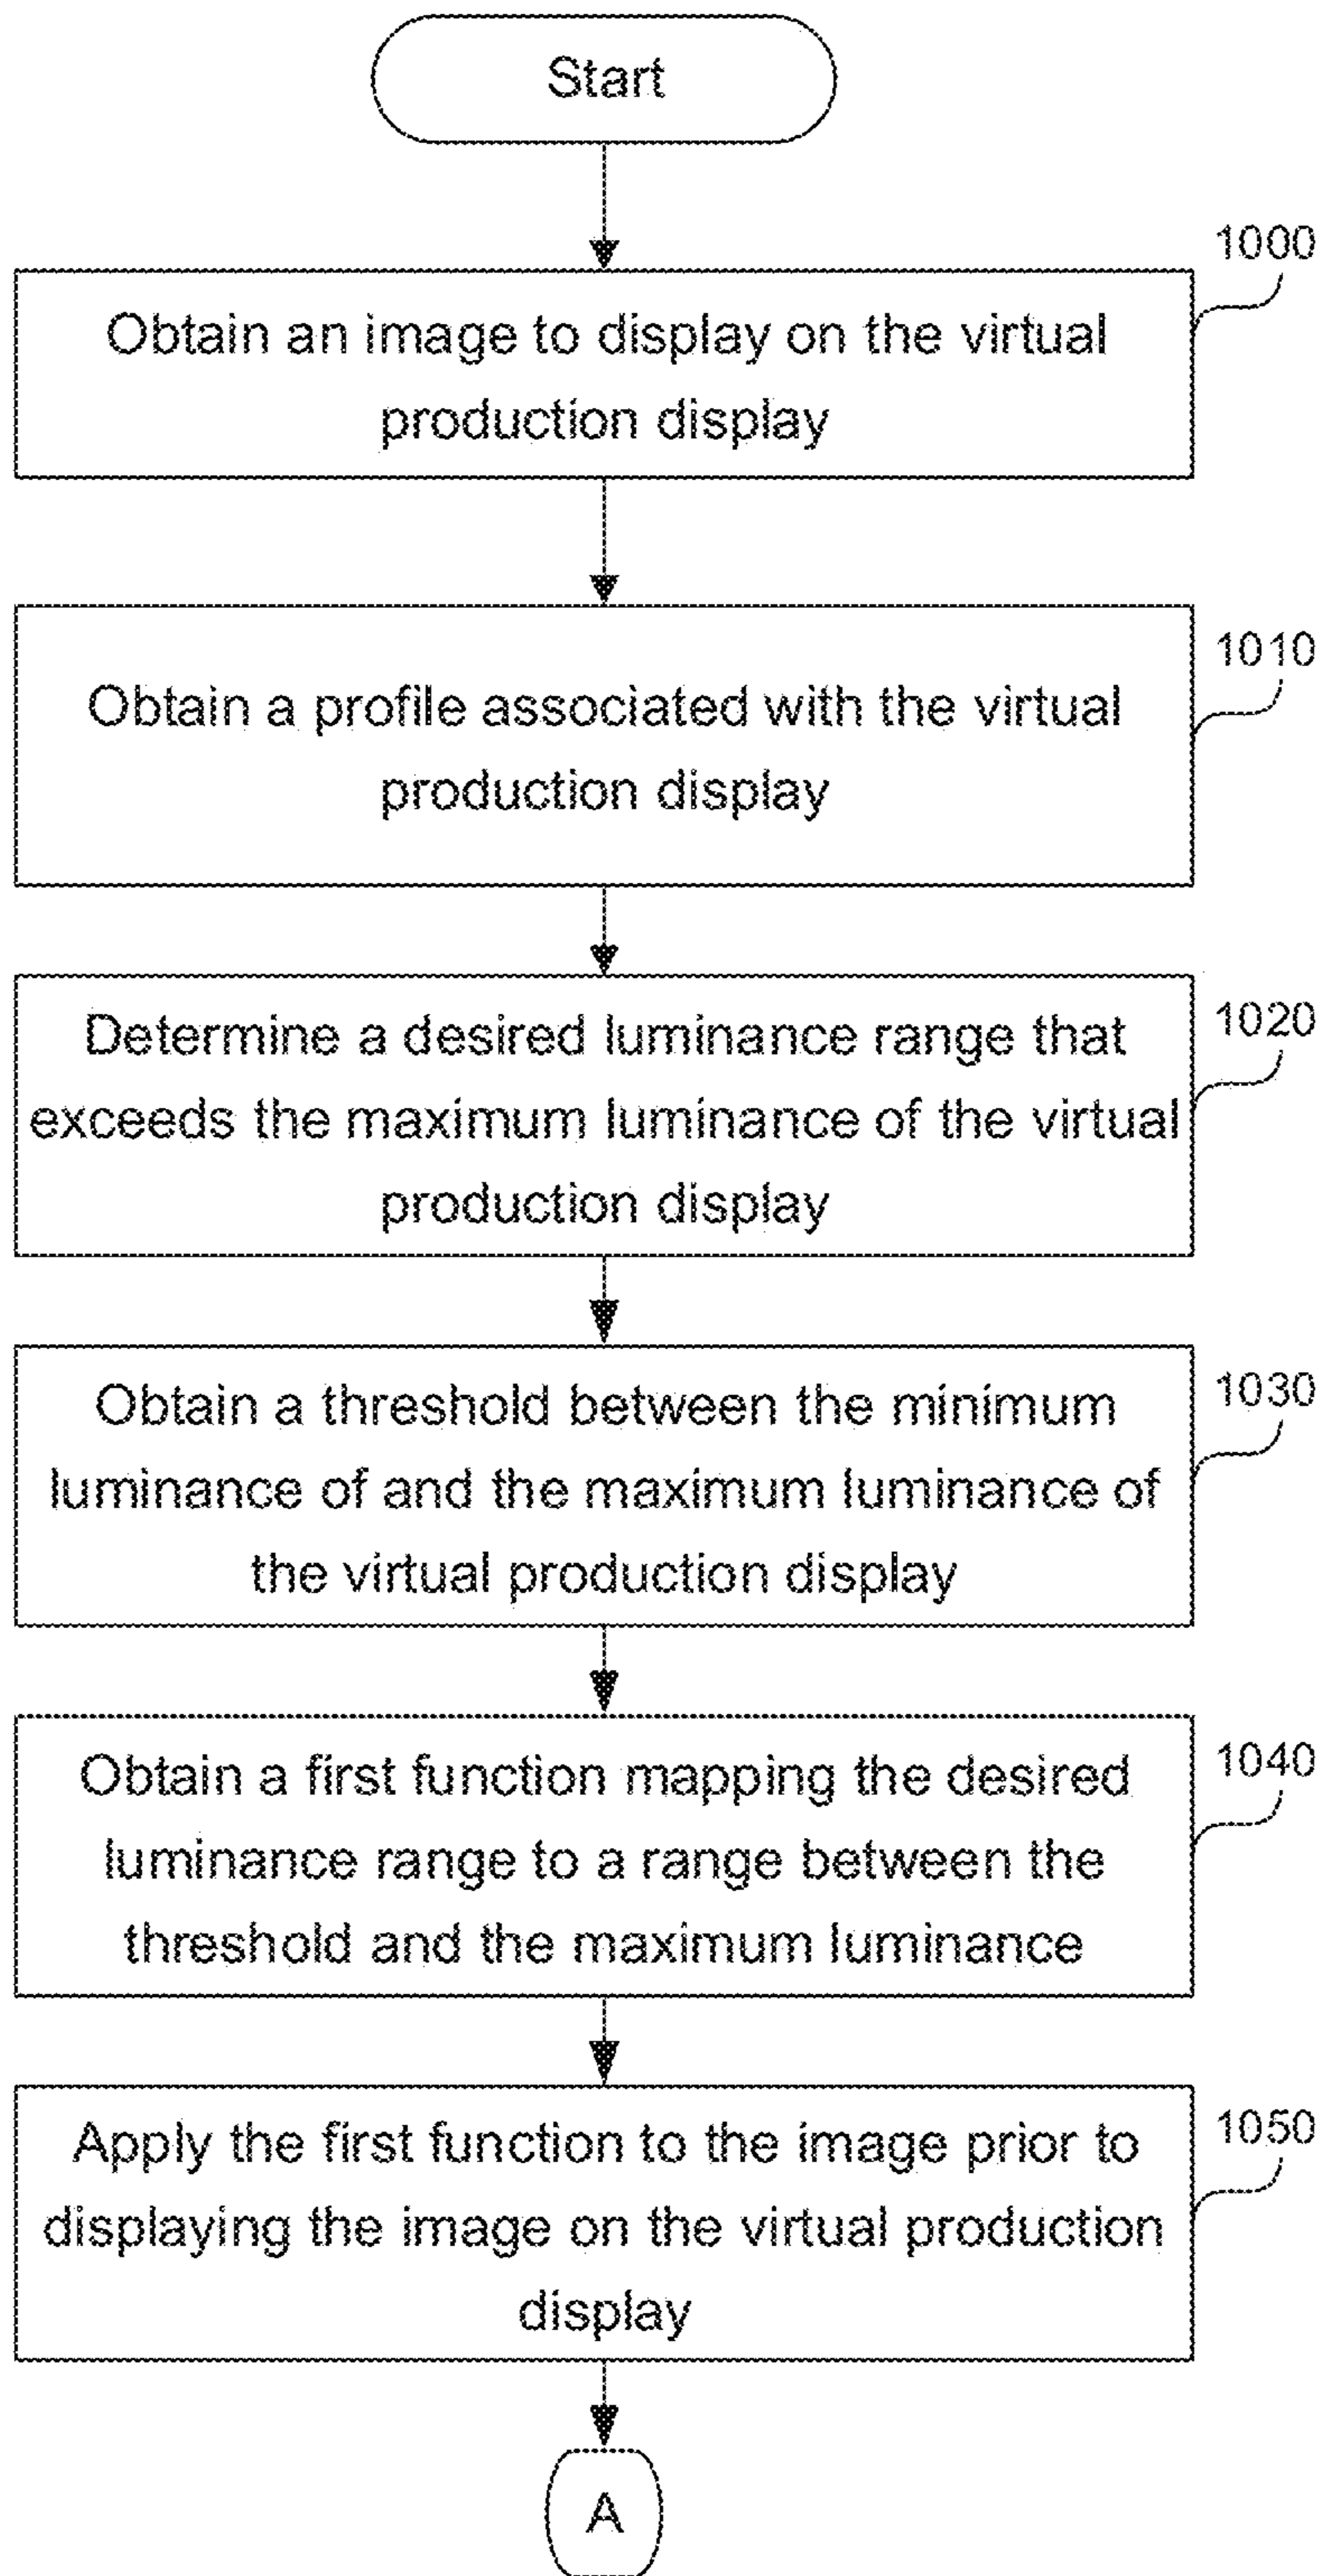 Start
1000
Obtain an image to display on the virtual
production display
1010
Obtain a profile associated with the virtual
production display
1020
Determine a desired luminance range that
exceeds the maximum luminance of the virtual
production display
1030
Obtain a threshold between the minimum
luminance of and the maximum luminance of
the virtual production display
1040
Obtain a first function mapping the desired
luminance range to a range between the
threshold and the maximum luminance
1050
Apply the first function to the image prior to
displaying the image on the virtual production
display
A